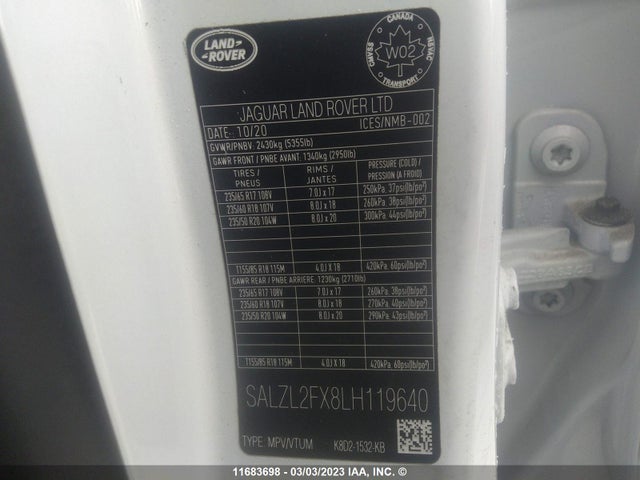 LAND-
ROVER
CANADA
CMVSS NSVAC
W02
TRANSPORT
JAGUAR LAND ROVER LTD
DATE: 10/20 ICES/NMB-002
GVWR/PNBV: 2430kg (5355lb)
GAWR FRONT / PNBE AVANT: 1340kg (2950lb)
TIRES / PNEUS RIMS / JANTES PRESSURE (COLD) / PRESSION (A FROID)
235/65 R17 108V 7.0J x 17 250kPa, 37psi(lb/po²)
235/60 R18 107V 8.0J x 18 260kPa, 38psi(lb/po²)
235/50 R20 104W 8.0J x 20 300kPa, 44psi(lb/po²)
T155/85 R18 115M 4.0J X 18 420kPa, 60psi(lb/po²)
GAWR REAR / PNBE ARRIERE: 1230kg (2710lb)
235/65 R17 108V 7.0J x 17 260kPa, 38psi(lb/po²)
235/60 R18 107V 8.0J x 18 270kPa, 40psi(lb/po²)
235/50 R20 104W 8.0J x 20 290kPa, 43psi(lb/po²)
T155/85 R18 115M 4.0J X 18 420kPa, 60psi(lb/po²)
SALZL2FX8LH119640
TYPE: MPV/VTUM K8D2-1532-KB
11683698 - 03/03/2023 IAA, Inc. ©